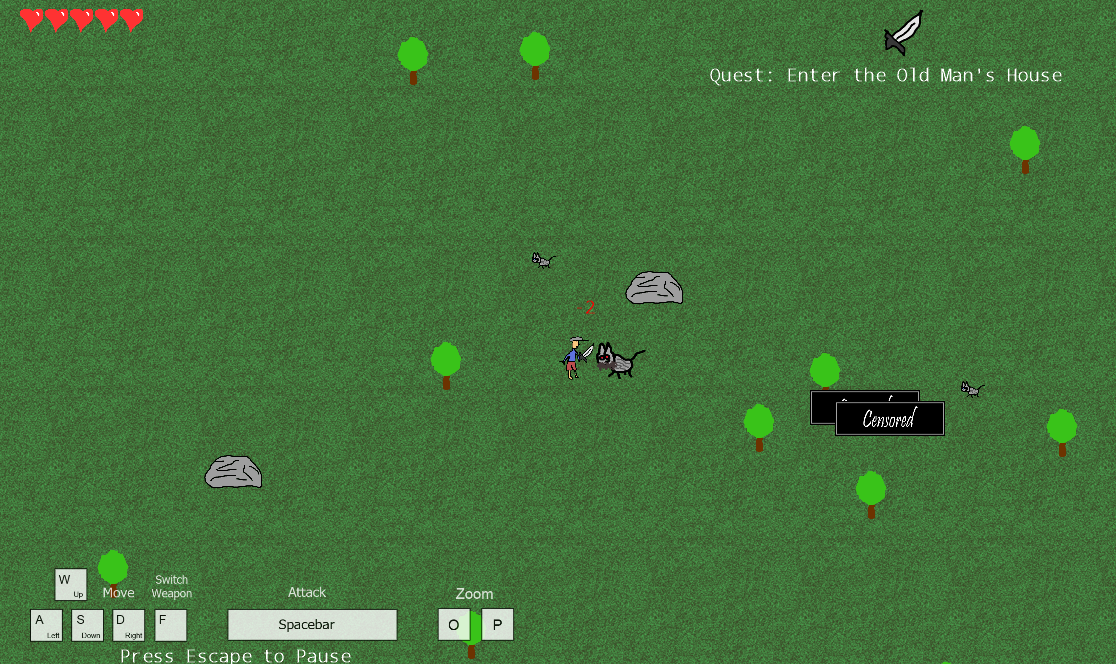 Quest: Enter the Old Man's House
2
Censored
W
Up
Move
Switch
Weapon
A
Left
S
Down
D
Right
F
Attack
Spacebar
Zoom
O
P
Press Escape to Pause